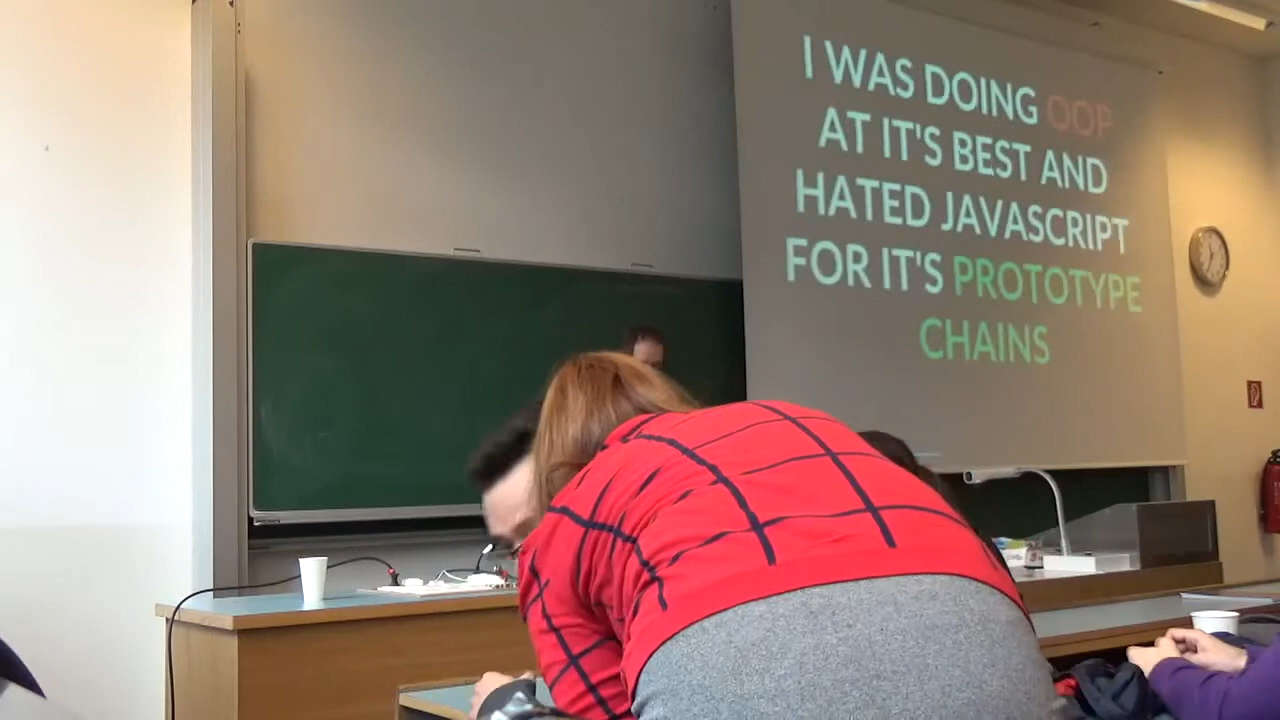 I WAS DOING OOP
AT IT'S BEST AND
HATED JAVASCRIPT
FOR IT'S PROTOTYPE
CHAINS